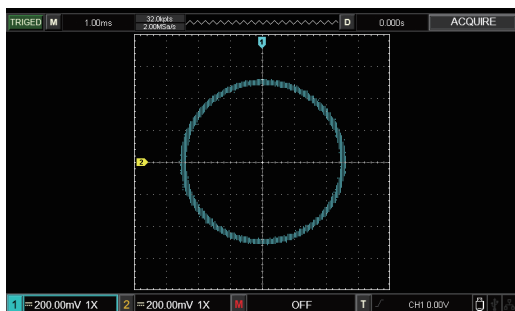 TRIGED M 1.00ms 32.0kpts D 0.000s ACQUIRE
2.00MSa/s
1
2
1 200.00mV 1X 2 200.00mV 1X M OFF T CH1 0.00V